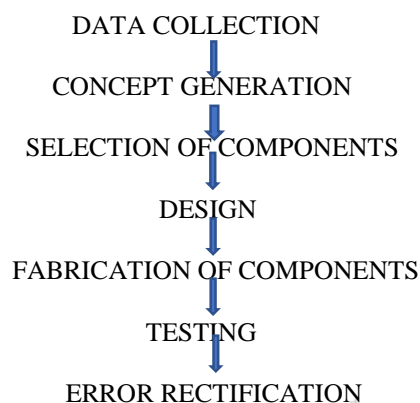 DATA COLLECTION
CONCEPT GENERATION
SELECTION OF COMPONENTS
DESIGN
FABRICATION OF COMPONENTS
TESTING
ERROR RECTIFICATION